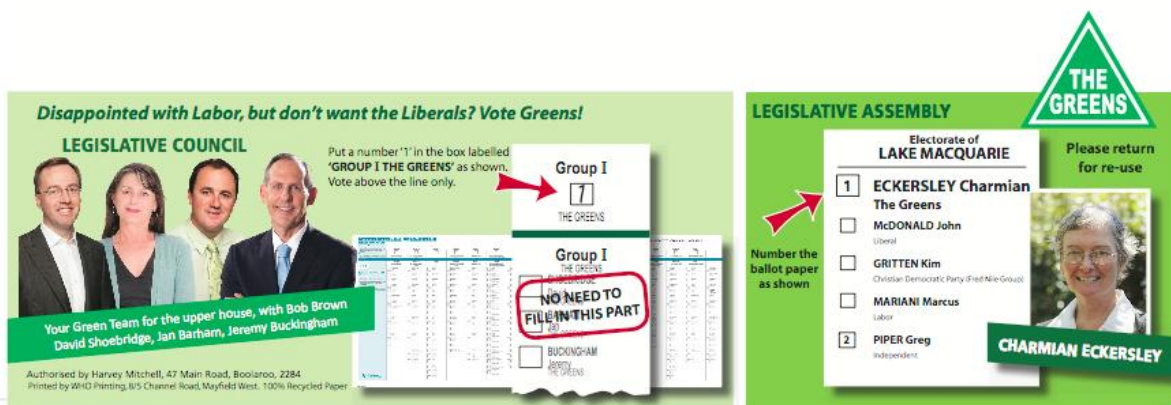 Disappointed with Labor, but don't want the Liberals? Vote Greens!
LEGISLATIVE COUNCIL
Put a number '1' in the box labelled
'GROUP I THE GREENS' as shown.
Vote above the line only.
Group I
1
THE GREENS
Group I
THE GREENS
NO NEED TO
FILL IN THIS PART
BUCKINGHAM
Jeremy
THE GREENS
Your Green Team for the upper house, with Bob Brown
David Shoebridge, Jan Barham, Jeremy Buckingham
Authorised by Harvey Mitchell, 47 Main Road, Boolaroo, 2284
Printed by WHO Printing, 8/5 Channel Road, Mayfield West. 100% Recycled Paper
THE
GREENS
LEGISLATIVE ASSEMBLY
Please return
for re-use
Electorate of
LAKE MACQUARIE
1 ECKERSLEY Charmian
The Greens
McDONALD John
Liberal
GRITTEN Kim
Christian Democratic Party (Fred Nile Group)
MARIANI Marcus
Labor
2 PIPER Greg
Independent
Number the
ballot paper
as shown
CHARMIAN ECKERSLEY